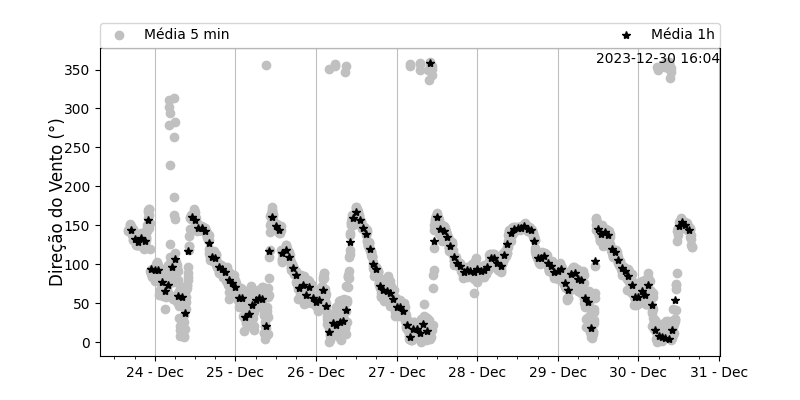 Média 5 min
Média 1h
2023-12-30 16:04
Direção do Vento (°)
350
300
250
200
150
100
50
0
24 - Dec
25 - Dec
26 - Dec
27 - Dec
28 - Dec
29 - Dec
30 - Dec
31 - Dec